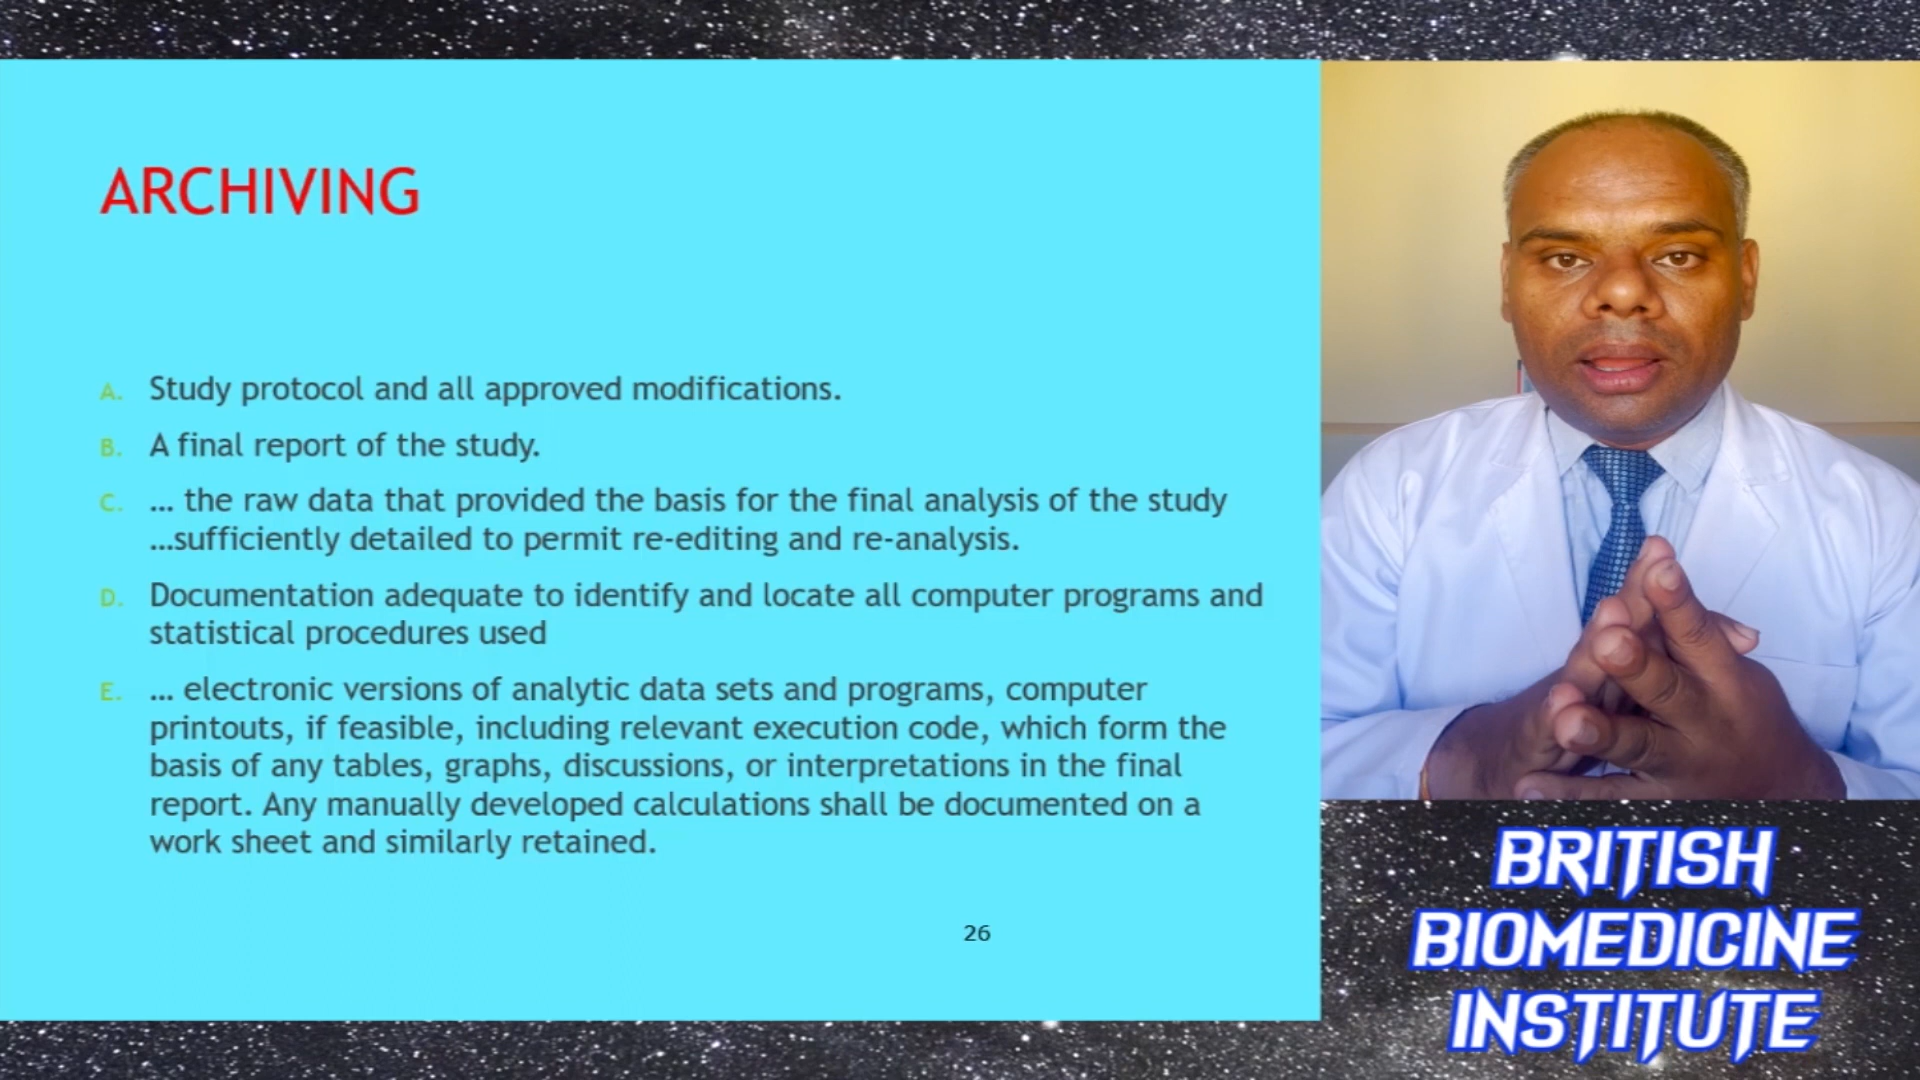 ARCHIVING
A. Study protocol and all approved modifications.
B. A final report of the study.
C. … the raw data that provided the basis for the final analysis of the study
…sufficiently detailed to permit re-editing and re-analysis.
D. Documentation adequate to identify and locate all computer programs and
statistical procedures used
E. … electronic versions of analytic data sets and programs, computer
printouts, if feasible, including relevant execution code, which form the
basis of any tables, graphs, discussions, or interpretations in the final
report. Any manually developed calculations shall be documented on a
work sheet and similarly retained.
26
BRITISH
BIOMEDICINE
INSTITUTE